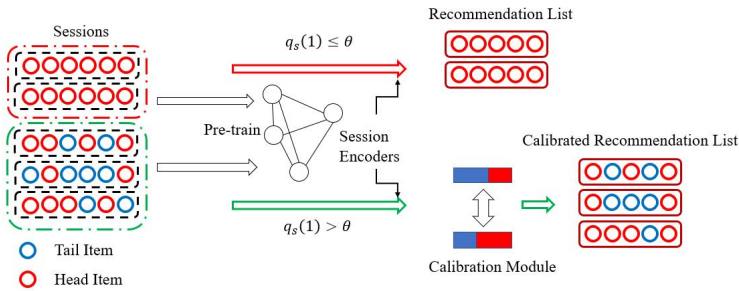 Sessions
q_s(1) ≤ θ
Recommendation List
Pre-train
Session
Encoders
Calibrated Recommendation List
q_s(1) > θ
Tail Item
Head Item
Calibration Module